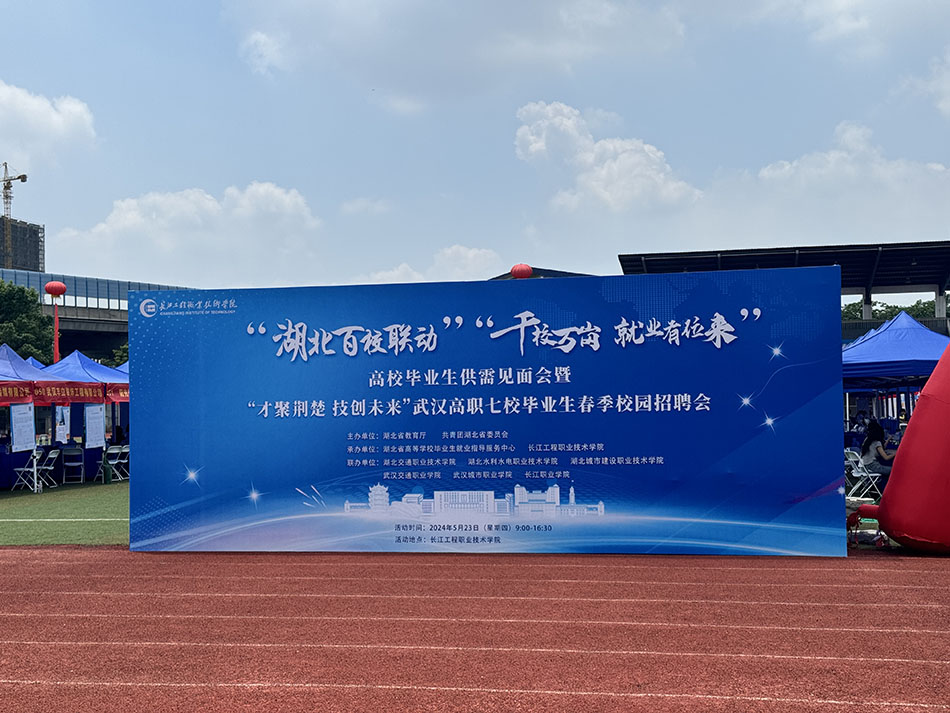 长江工程职业技术学院
CHANGJIANG INSTITUTE OF TECHNOLOGY
“湖北百校联动”“千校万岗 就业有位来”
高校毕业生供需见面会暨
“才聚荆楚 技创未来”武汉高职七校毕业生春季校园招聘会
主办单位：湖北省教育厅 共青团湖北省委员会
承办单位：湖北省高等学校毕业生就业指导服务中心 长江工程职业技术学院
联办单位：湖北交通职业技术学院 湖北水利水电职业技术学院 湖北城市建设职业技术学院
武汉交通职业学院 武汉城市职业学院 长江职业学院
活动时间：2024年5月23日（星期四）9:00-16:30
活动地点：长江工程职业技术学院